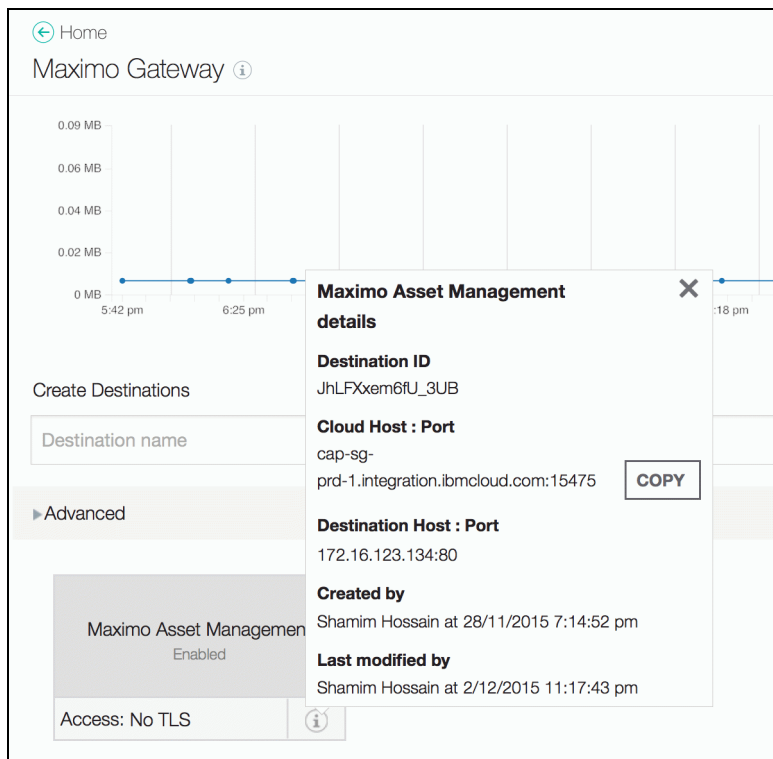 Home
Maximo Gateway
0.09 MB
0.06 MB
0.04 MB
0.02 MB
0 MB
5:42 pm
6:25 pm
:18 pm
Maximo Asset Management
details
Destination ID
JhLFXxem6fU_3UB
Cloud Host : Port
cap-sg-
prd-1.integration.ibmcloud.com:15475
COPY
Destination Host : Port
172.16.123.134:80
Created by
Shamim Hossain at 28/11/2015 7:14:52 pm
Last modified by
Shamim Hossain at 2/12/2015 11:17:43 pm
Create Destinations
Destination name
Advanced
Maximo Asset Managemen
Enabled
Access: No TLS